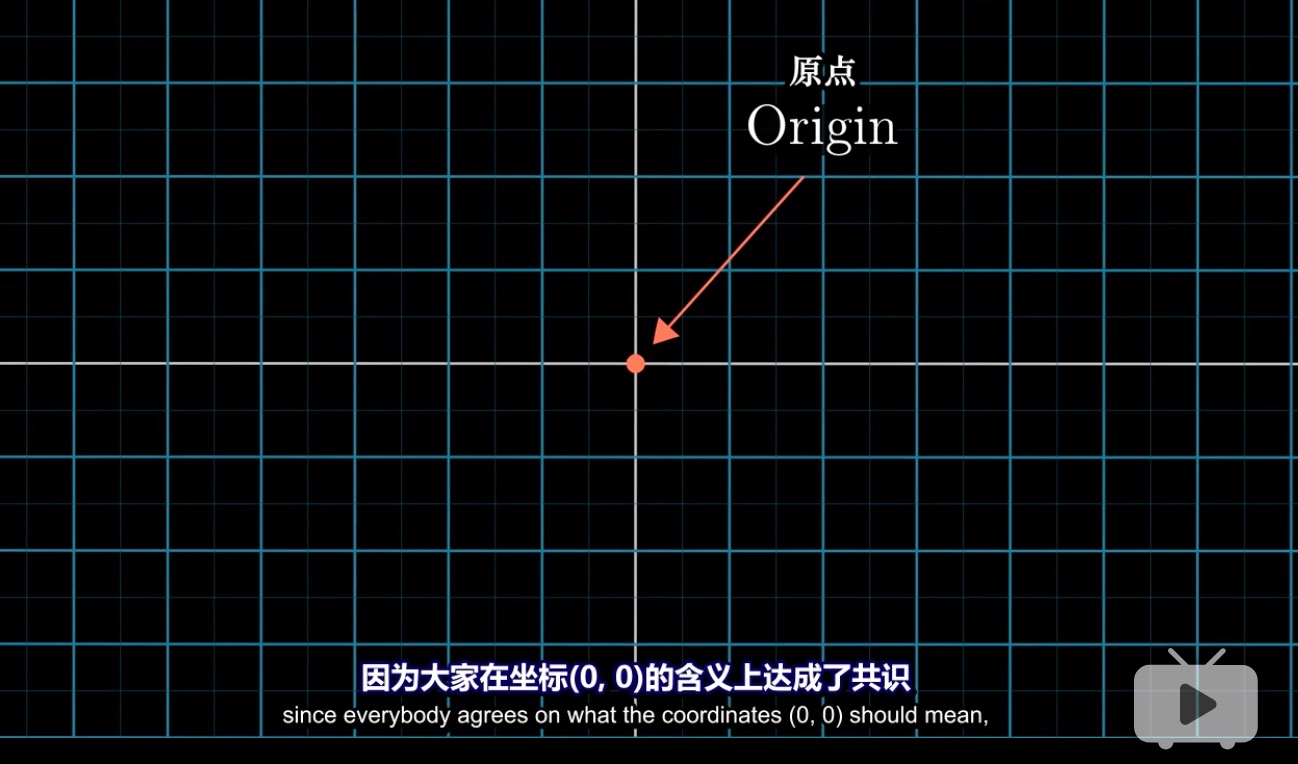 原点
Origin
因为大家在坐标(0, 0)的含义上达成了共识
since everybody agrees on what the coordinates (0, 0) should mean,